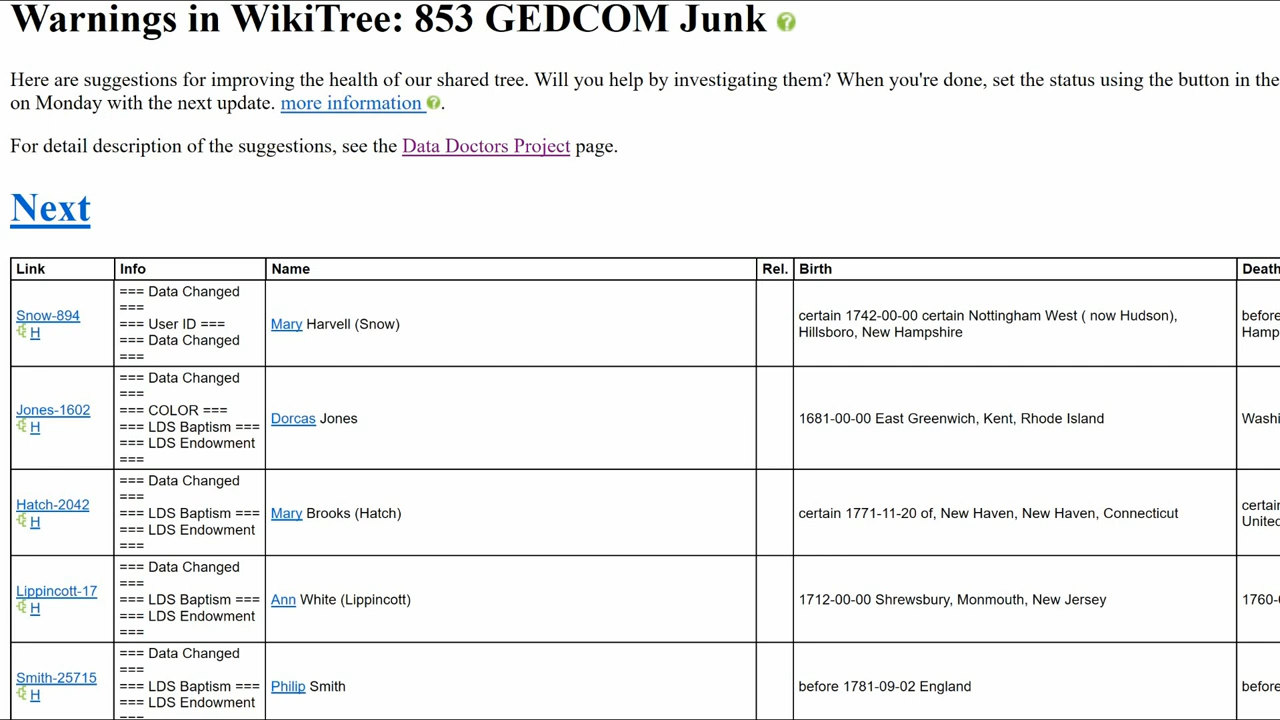 Warnings in WikiTree: 853 GEDCOM Junk
Here are suggestions for improving the health of our shared tree. Will you help by investigating them? When you're done, set the status using the button in the
on Monday with the next update. more information.
For detail description of the suggestions, see the Data Doctors Project page.
Next
Link Info Name Rel. Birth Death
Snow-894
H
=== Data Changed
===
=== User ID ===
=== Data Changed
===
Mary Harvell (Snow)
certain 1742-00-00 certain Nottingham West ( now Hudson),
Hillsboro, New Hampshire
before
Hamp
Jones-1602
H
=== Data Changed
===
=== COLOR ===
=== LDS Baptism ===
=== LDS Endowment
===
Dorcas Jones
1681-00-00 East Greenwich, Kent, Rhode Island
Washi
Hatch-2042
H
=== Data Changed
===
=== LDS Baptism ===
=== LDS Endowment
===
Mary Brooks (Hatch)
certain 1771-11-20 of, New Haven, New Haven, Connecticut
certain
United
Lippincott-17
H
=== Data Changed
===
=== LDS Baptism ===
=== LDS Endowment
===
Ann White (Lippincott)
1712-00-00 Shrewsbury, Monmouth, New Jersey
1760-
Smith-25715
H
=== Data Changed
===
=== LDS Baptism ===
=== LDS Endowment
===
Philip Smith
before 1781-09-02 England
before